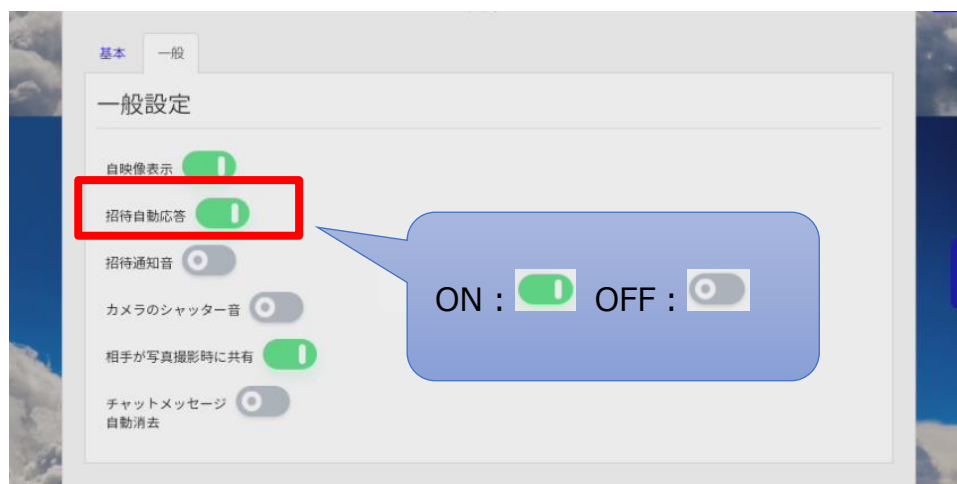 基本 一般
一般設定
自映像表示
招待自動応答
招待通知音
カメラのシャッター音
相手が写真撮影時に共有
チャットメッセージ
自動消去
ON： OFF：